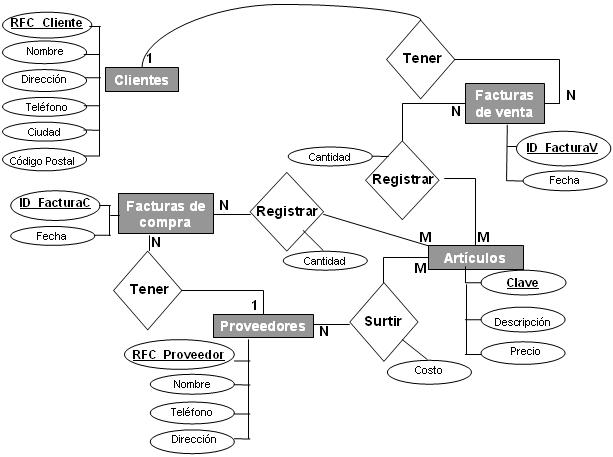 RFC_Cliente
Nombre
Dirección
Teléfono
Ciudad
Código Postal
1
Clientes
Tener
N
Facturas
de venta
N
ID_FacturaV
Fecha
Cantidad
Registrar
M
ID_FacturaC
Fecha
Facturas de
compra
N
N
Registrar
Cantidad
M
Artículos
M
Clave
Descripción
Precio
Tener
1
Proveedores
N
Surtir
Costo
RFC_Proveedor
Nombre
Teléfono
Dirección